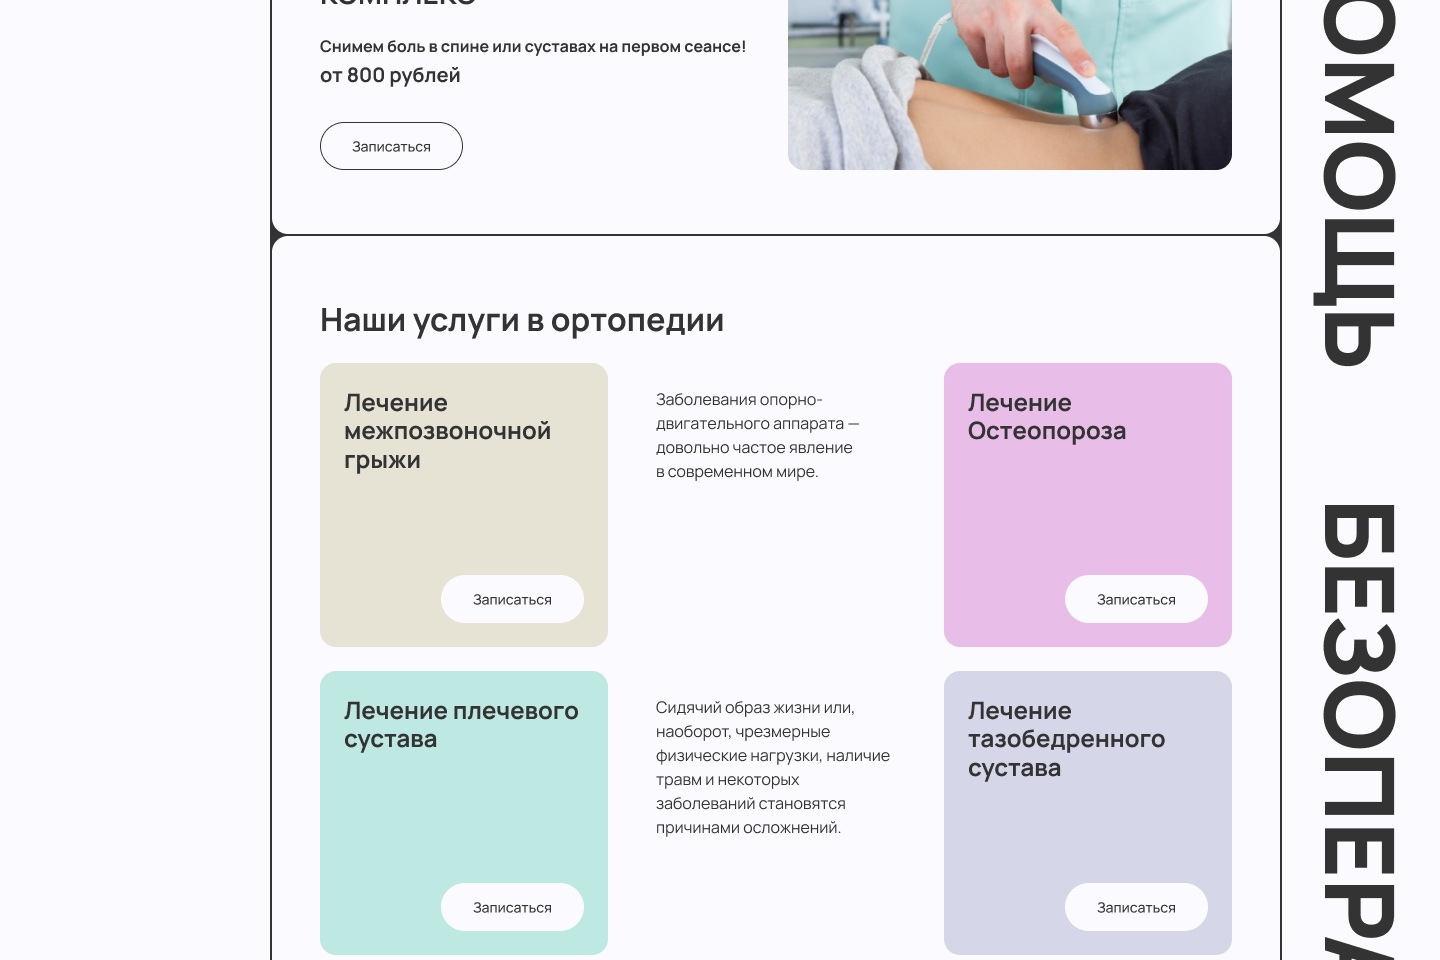 КОМПЛЕКС
Снимем боль в спине или суставах на первом сеансе!
от 800 рублей
Записаться
Наши услуги в ортопедии
Лечение
межпозвоночной
грыжи
Записаться
Заболевания опорно-
двигательного аппарата —
довольно частое явление
в современном мире.
Лечение
Остеопороза
Записаться
Лечение плечевого
сустава
Записаться
Сидячий образ жизни или,
наоборот, чрезмерные
физические нагрузки, наличие
травм и некоторых
заболеваний становятся
причинами осложнений.
Лечение
тазобедренного
сустава
Записаться
ОМОЩЬ
БЕЗОПЕРА